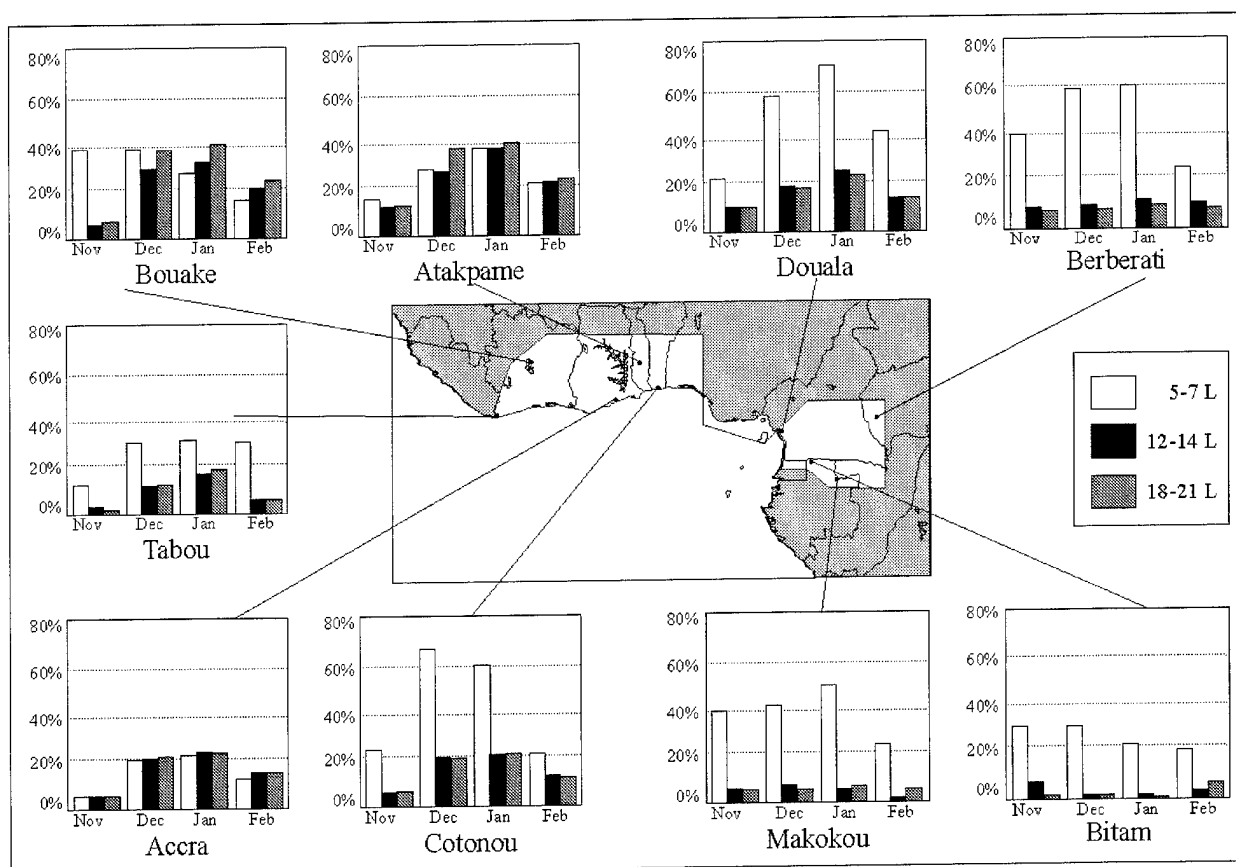 80%
60%
40%
20%
0%
Nov Dec Jan Feb
Bouake
80%
60%
40%
20%
0%
Nov Dec Jan Feb
Atakpame
80%
60%
40%
20%
0%
Nov Dec Jan Feb
Douala
80%
60%
40%
20%
0%
Nov Dec Jan Feb
Berberati
80%
60%
40%
20%
0%
Nov Dec Jan Feb
Tabou
5-7 L
12-14 L
18-21 L
80%
60%
40%
20%
0%
Nov Dec Jan Feb
Accra
80%
60%
40%
20%
0%
Nov Dec Jan Feb
Cotonou
80%
60%
40%
20%
0%
Nov Dec Jan Feb
Makokou
80%
60%
40%
20%
0%
Nov Dec Jan Feb
Bitam